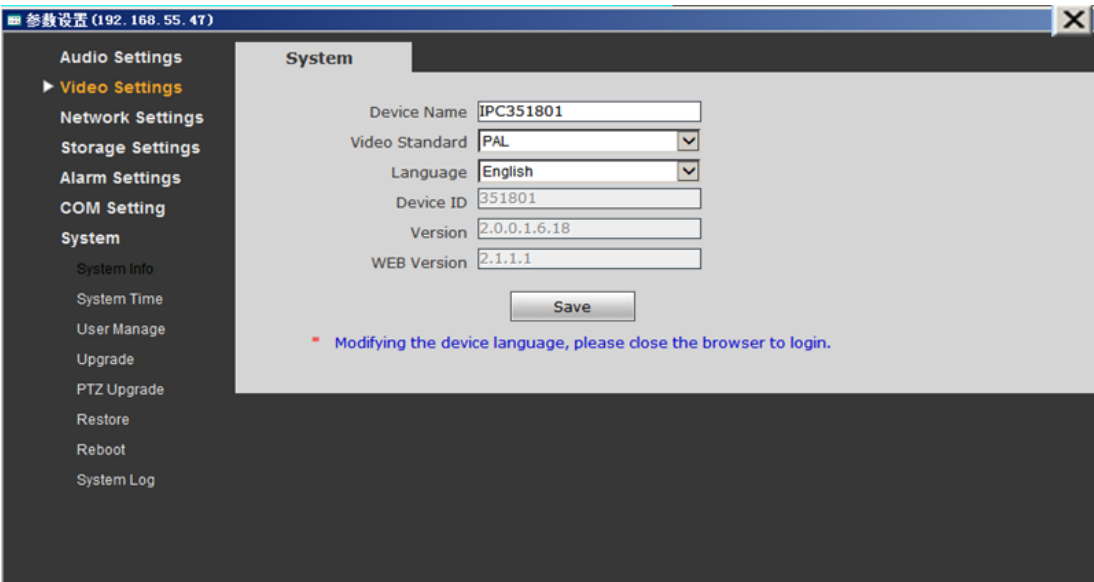 参数设置(192.168.55.47)
Audio Settings
Video Settings
Network Settings
Storage Settings
Alarm Settings
COM Setting
System
System Info
System Time
User Manage
Upgrade
PTZ Upgrade
Restore
Reboot
System Log
System
Device Name IPC351801
Video Standard PAL
Language English
Device ID 351801
Version 2.0.0.1.6.18
WEB Version 2.1.1.1
Save
* Modifying the device language, please close the browser to login.